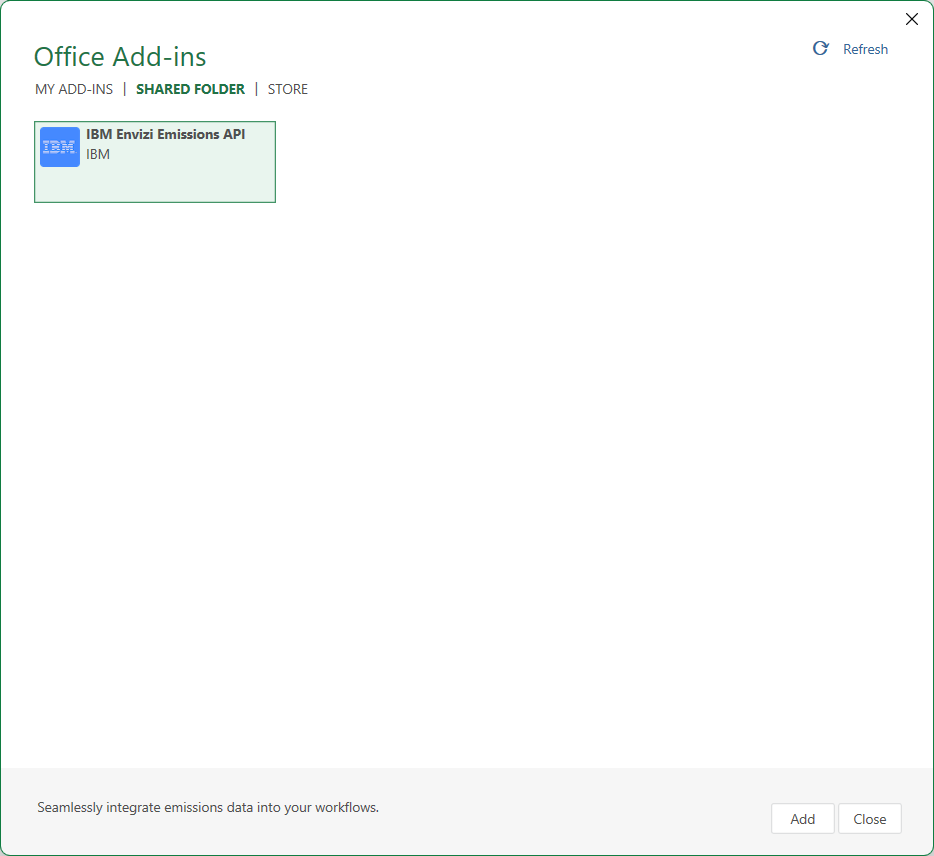 Office Add-ins
Refresh
MY ADD-INS | SHARED FOLDER | STORE
IBM
IBM Envizi Emissions API
IBM
Seamlessly integrate emissions data into your workflows.
Add
Close